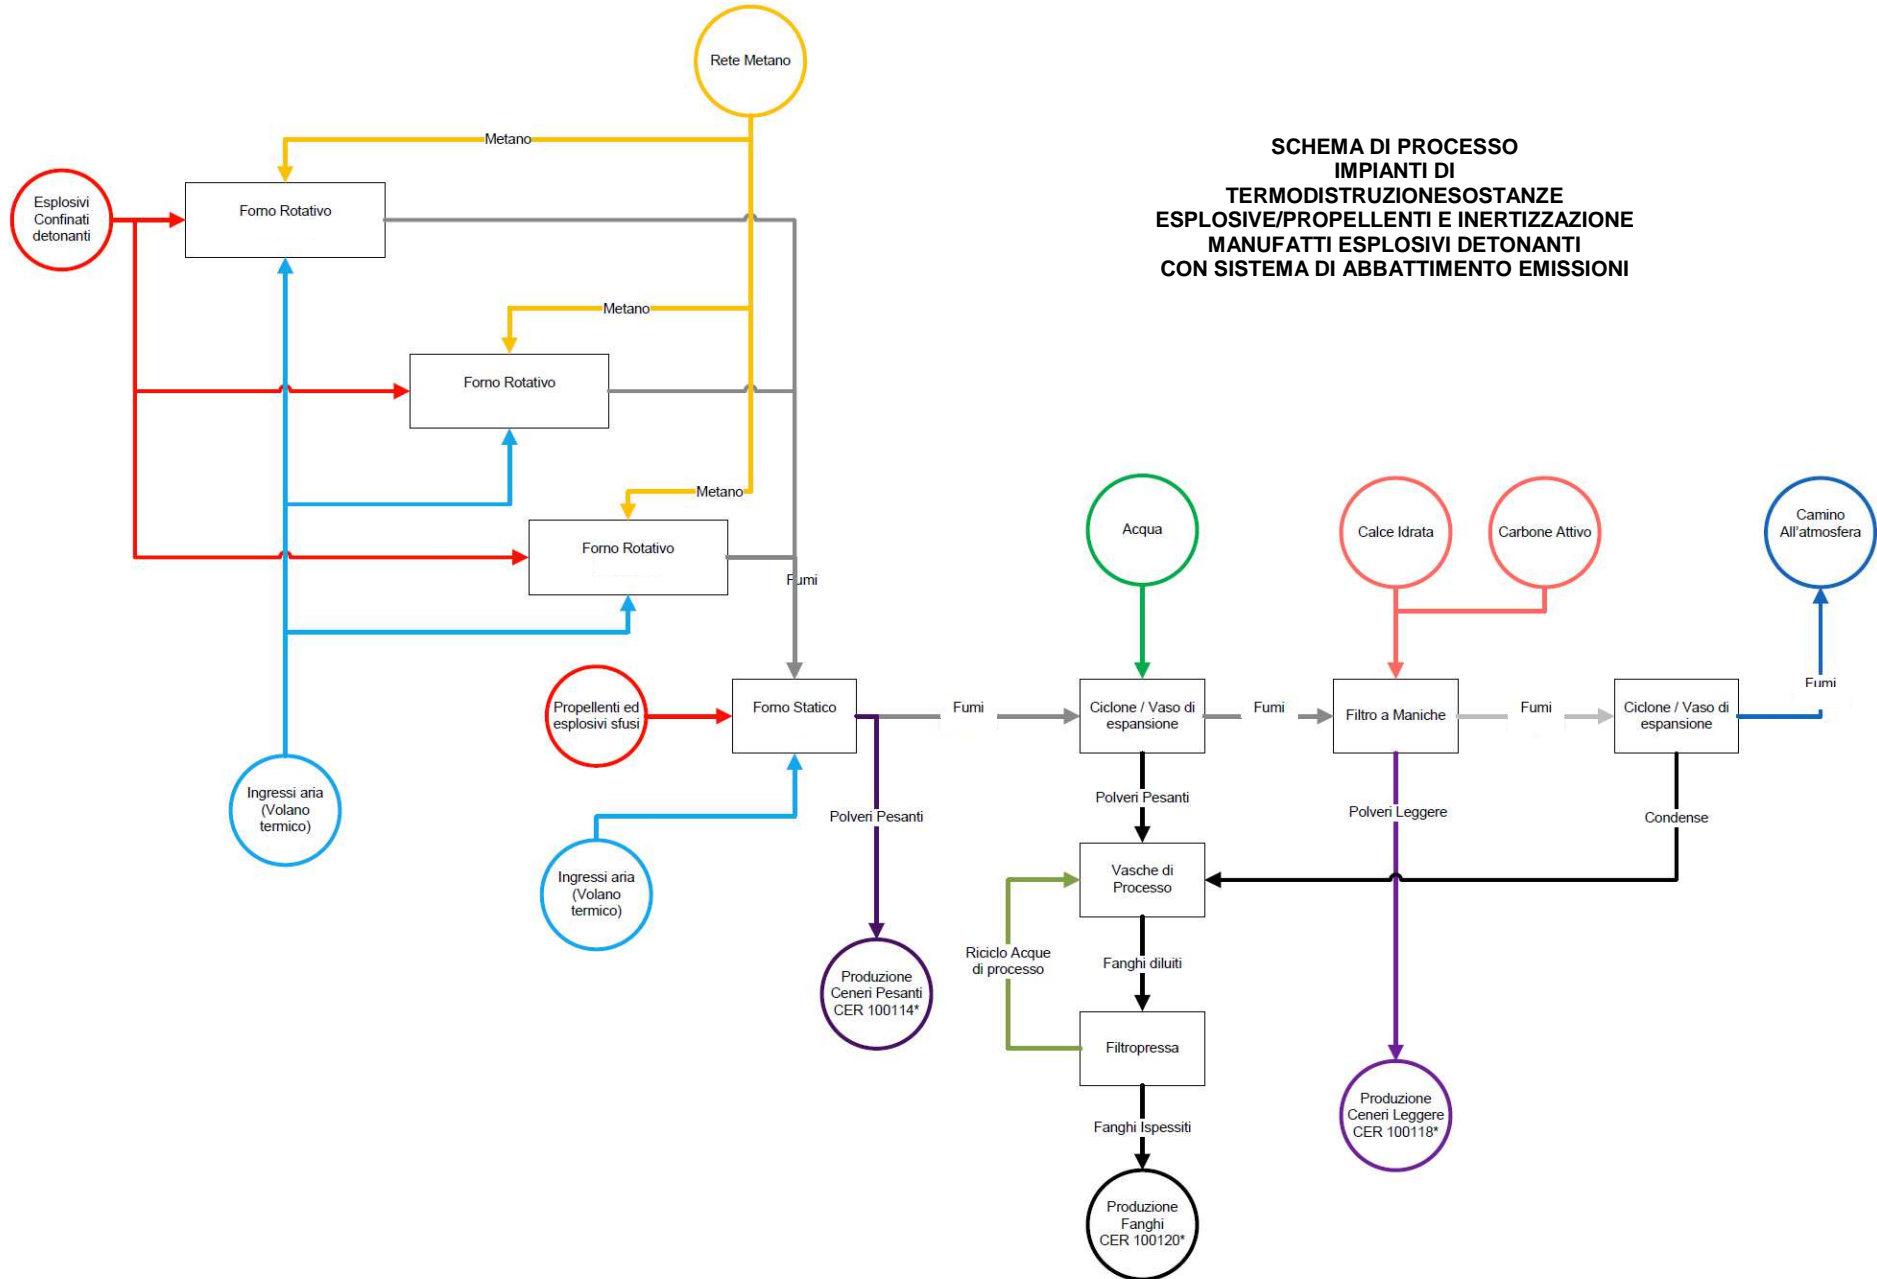 Rete Metano
Metano
SCHEMA DI PROCESSO
IMPIANTI DI
TERMODISTRUZIONESOSTANZE
ESPLOSIVE/PROPELLENTI E INERTIZZAZIONE
MANUFATTI ESPLOSIVI DETONANTI
CON SISTEMA DI ABBATTIMENTO EMISSIONI
Esplosivi
Confinati
detonanti
Forno Rotativo
Metano
Forno Rotativo
Metano
Forno Rotativo
Fumi
Acqua
Calce Idrata
Carbone Attivo
Camino
All'atmosfera
Propellenti ed
esplosivi sfusi
Forno Statico
Fumi
Ciclone / Vaso di
espansione
Fumi
Filtro a Maniche
Fumi
Ciclone / Vaso di
espansione
Fumi
Ingressi aria
(Volano
termico)
Polveri Pesanti
Polveri Pesanti
Polveri Leggere
Condense
Ingressi aria
(Volano
termico)
Vasche di
Processo
Riciclo Acque
di processo
Fanghi diluiti
Produzione
Ceneri Pesanti
CER 100114*
Filtropressa
Fanghi Ispessiti
Produzione
Ceneri Leggere
CER 100118*
Produzione
Fanghi
CER 100120*